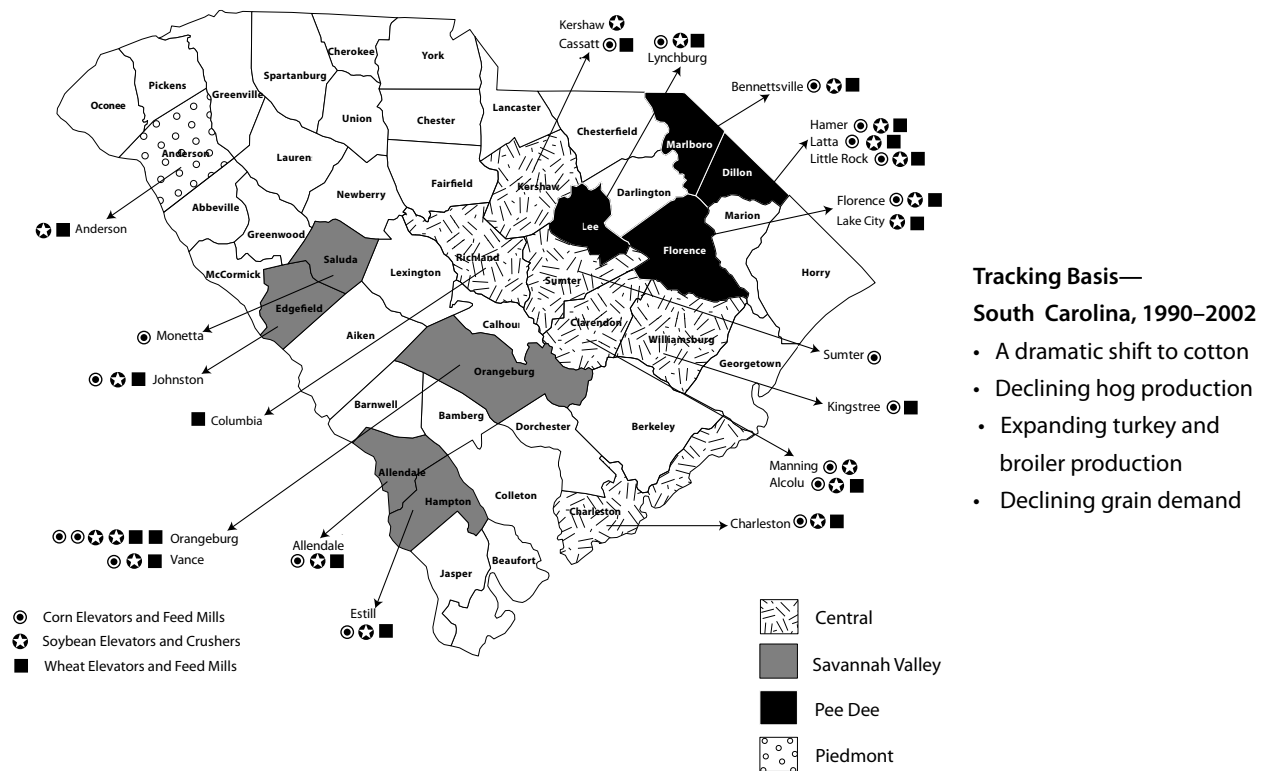 Kershaw
Cassatt
Lynchburg
Bennettsville
Hamer
Latta
Little Rock
Florence
Lake City
Sumter
Kingstree
Manning
Alcolu
Charleston
Anderson
Monetta
Johnston
Columbia
Orangeburg
Vance
Allendale
Estill
Oconee
Pickens
Greenville
Spartanburg
Cherokee
York
Union
Chester
Lancaster
Chesterfield
Marlboro
Dillon
Anderson
Lauren
Newberry
Fairfield
Kershaw
Darlington
Marion
Abbeville
Greenwood
Lee
Florence
Horry
McCormick
Saluda
Lexington
Richland
Sumter
Edgefield
Aiken
Calhour
Clarendon
Williamsburg
Georgetown
Orangeburg
Barnwell
Bamberg
Dorchester
Berkeley
Allendale
Hampton
Colleton
Charleston
Jasper
Beaufort
Corn Elevators and Feed Mills
Soybean Elevators and Crushers
Wheat Elevators and Feed Mills
Central
Savannah Valley
Pee Dee
Piedmont
Tracking Basis—
South Carolina, 1990–2002
• A dramatic shift to cotton
• Declining hog production
• Expanding turkey and
broiler production
• Declining grain demand